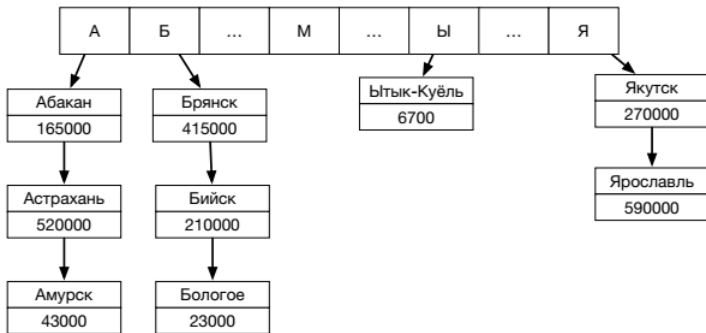 А Б ... М ... Ы ... Я
Абакан
165000
Астрахань
520000
Амурск
43000
Брянск
415000
Бийск
210000
Бологое
23000
Ытык-Куёль
6700
Якутск
270000
Ярославль
590000